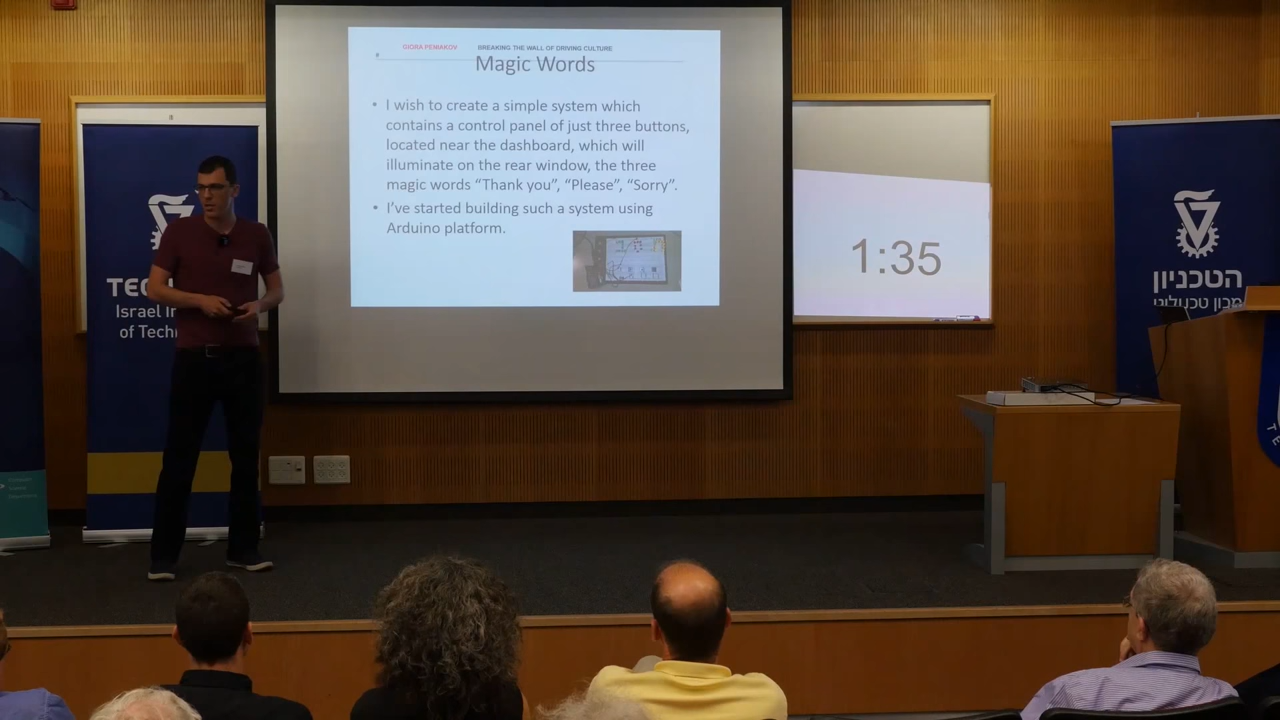 GIORA PENIAKOV BREAKING THE WALL OF DRIVING CULTURE
Magic Words
• I wish to create a simple system which
contains a control panel of just three buttons,
located near the dashboard, which will
illuminate on the rear window, the three
magic words “Thank you”, “Please”, “Sorry”.
• I’ve started building such a system using
Arduino platform.
1:35
Israel
of
הטכניון
מכון טכנולוגי